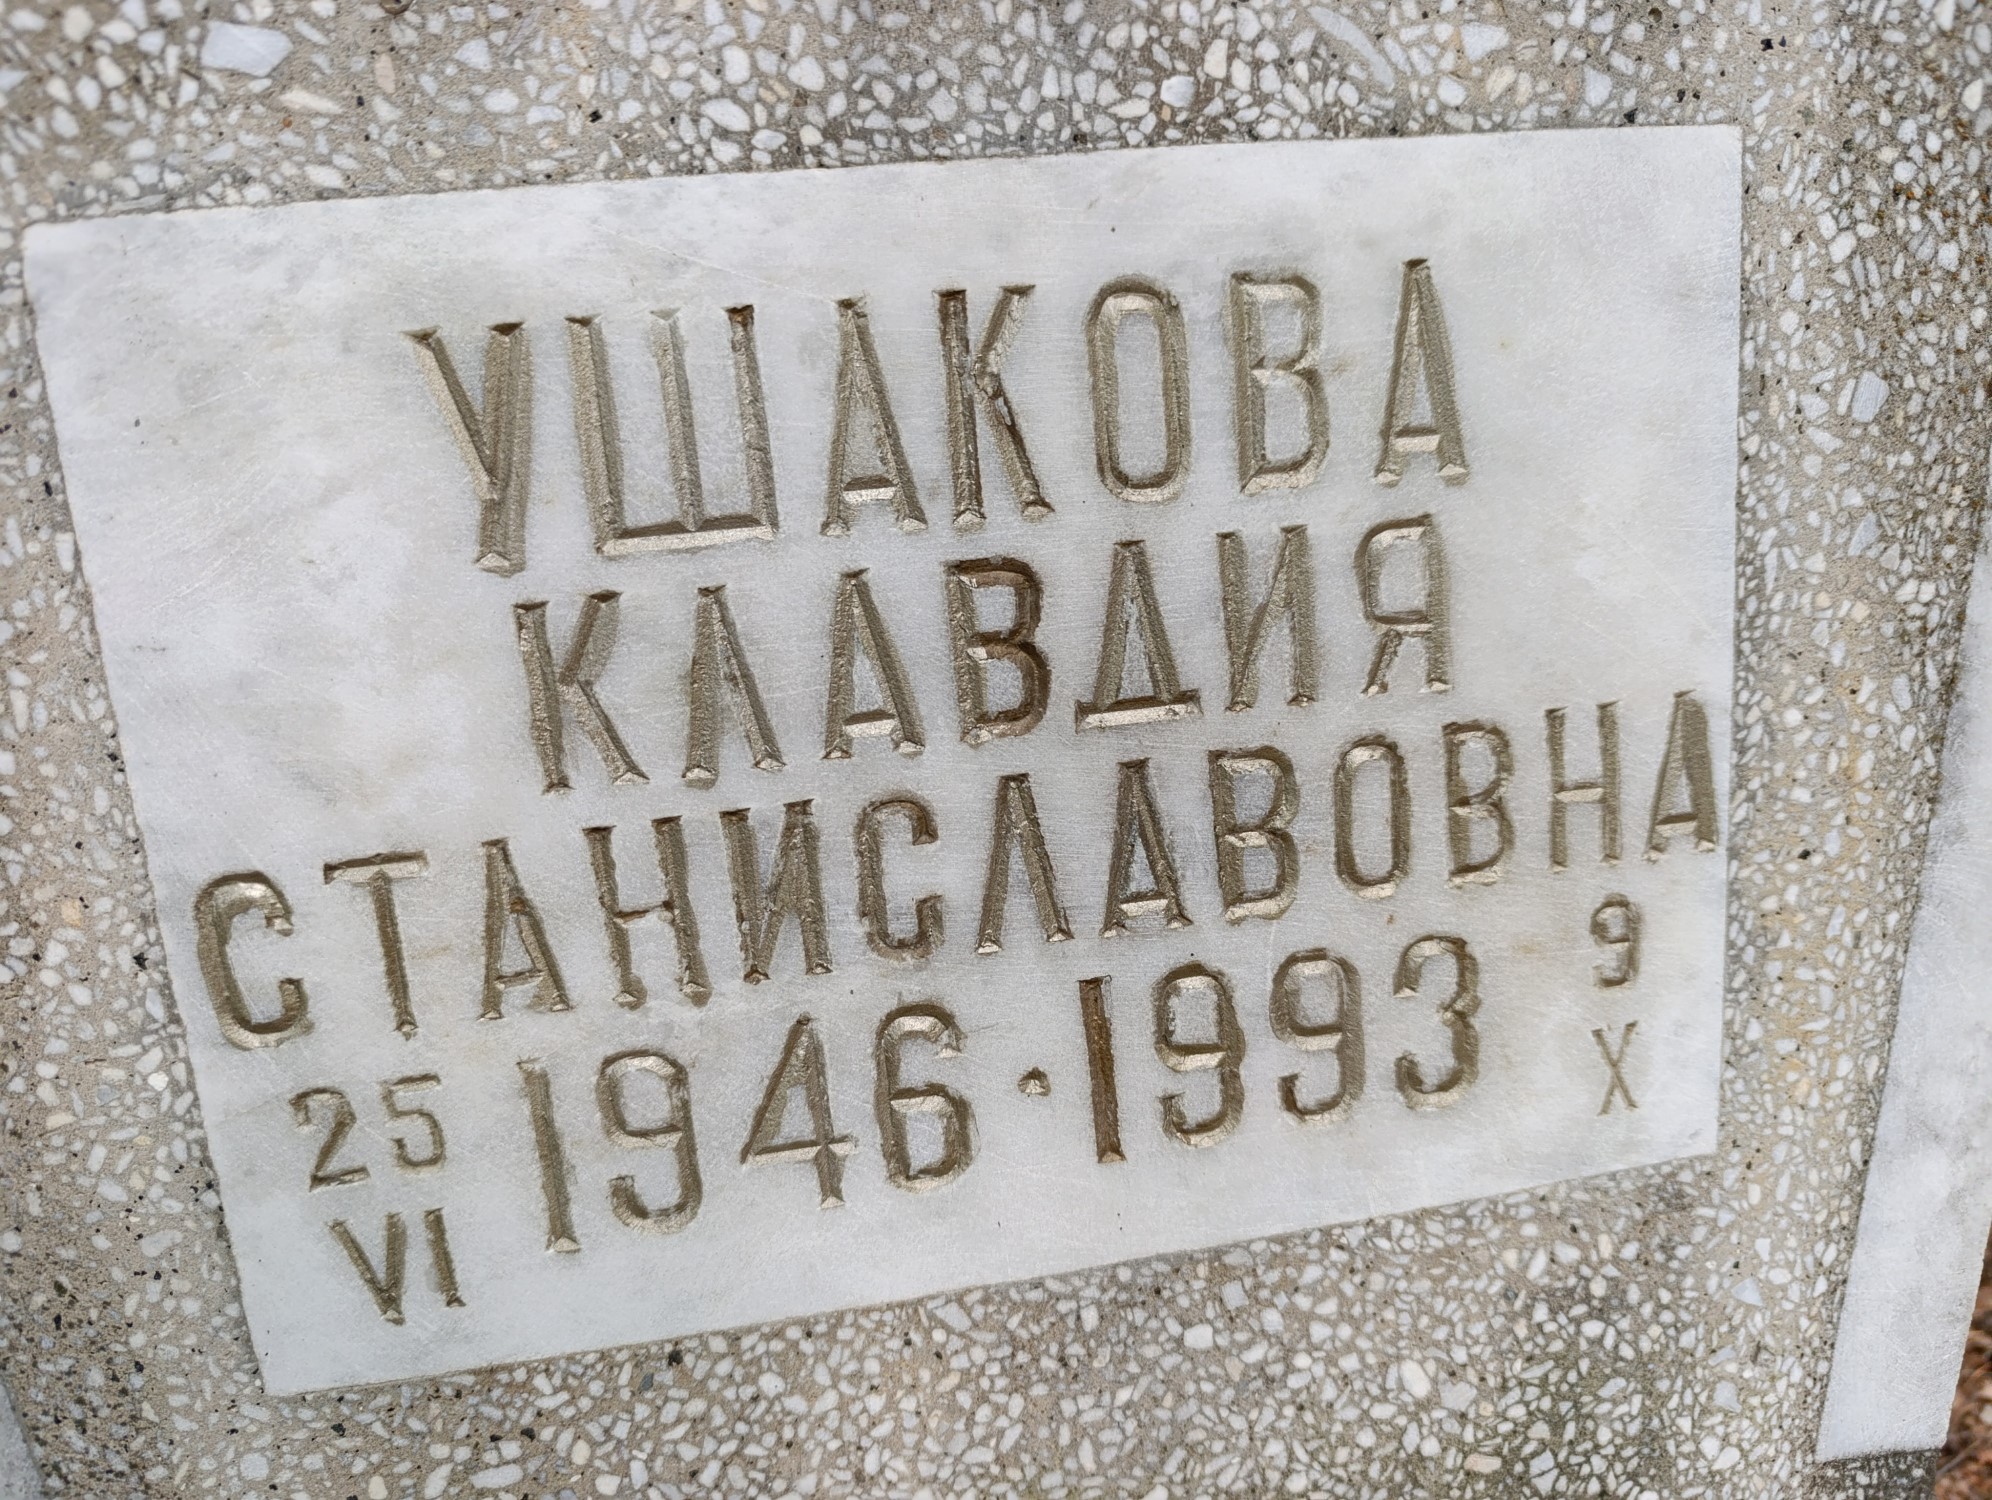 УШАКОВА
КЛАВДИЯ
СТАНИСЛАВОВНА
25 VI 1946·1993 9 X